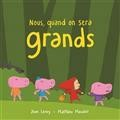 Nous, quand on sera
grands
Jean Leroy - Matthieu Maudet